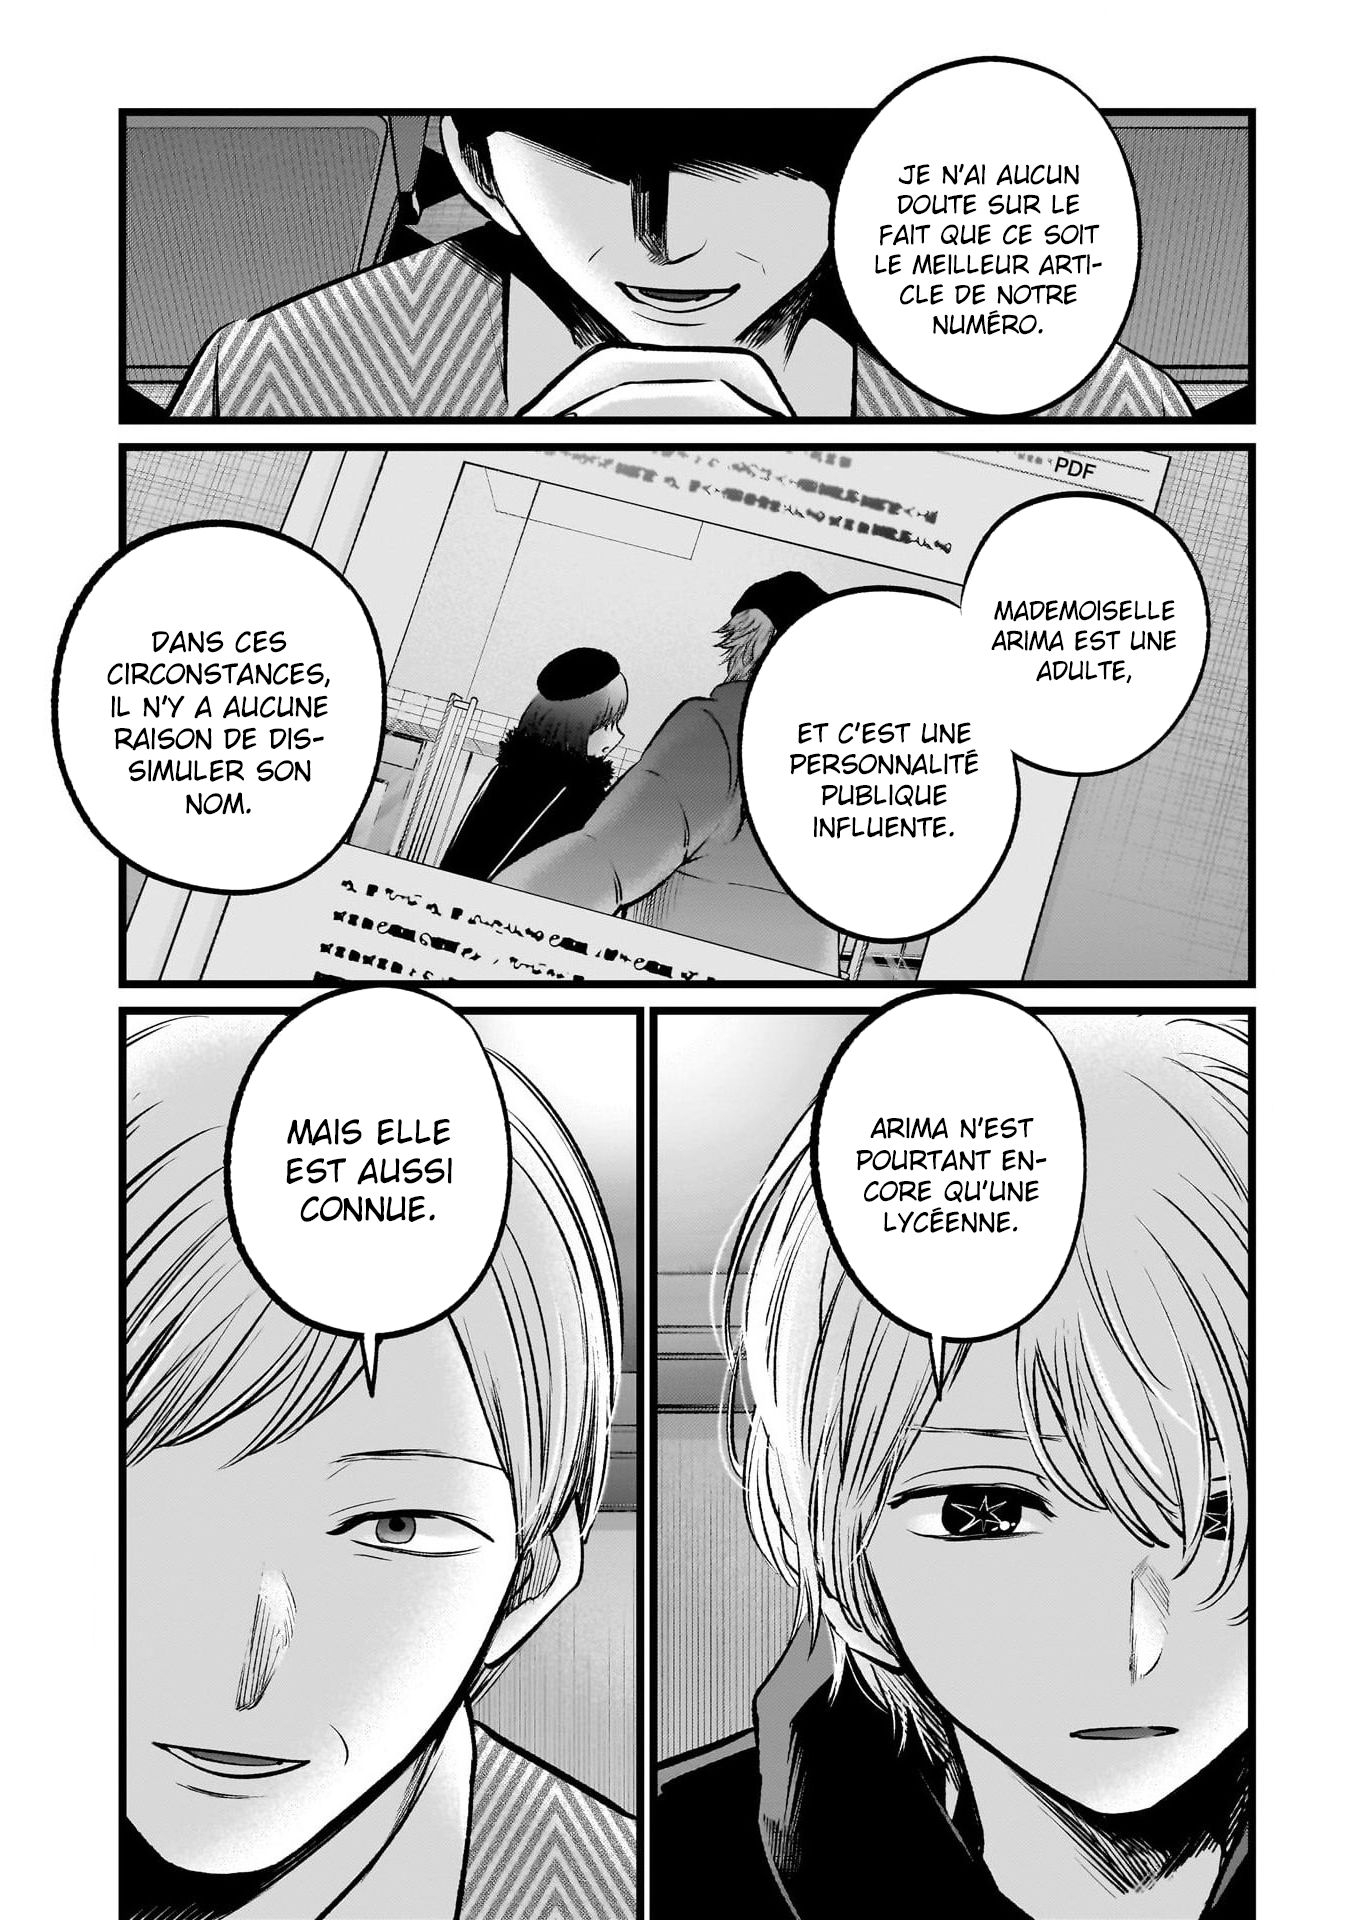 JE N'AI AUCUN
DOUTE SUR LE
FAIT QUE CE SOIT
LE MEILLEUR ARTI-
CLE DE NOTRE
NUMÉRO.
PDF
MADEMOISELLE
ARIMA EST UNE
ADULTE,
ET C'EST UNE
PERSONNALITÉ
PUBLIQUE
INFLUENTE.
DANS CES
CIRCONSTANCES,
IL N'Y A AUCUNE
RAISON DE DIS-
SIMULER SON
NOM.
ARIMA N'EST
POURTANT EN-
CORE QU'UNE
LYCÉENNE.
MAIS ELLE
EST AUSSI
CONNUE.